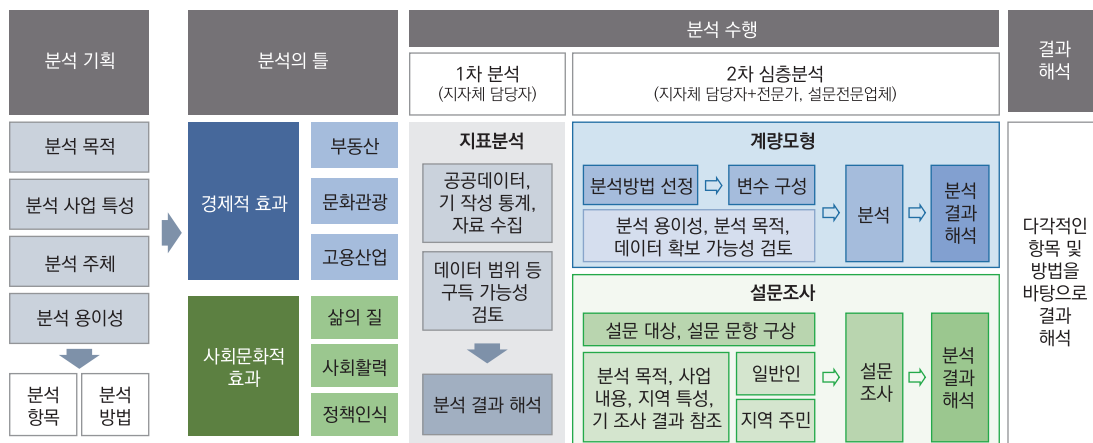 분석 기획
분석 목적
분석 사업 특성
분석 주체
분석 용이성
분석
항목
분석
방법
분석의 틀
경제적 효과
부동산
문화관광
고용산업
사회문화적
효과
삶의 질
사회활력
정책인식
분석 수행
1차 분석
(지자체 담당자)
지표분석
공공데이터,
기 작성 통계,
자료 수집
데이터 범위 등
구득 가능성
검토
분석 결과 해석
2차 심층분석
(지자체 담당자+전문가, 설문전문업체)
계량모형
분석방법 선정
변수 구성
분석 용이성, 분석 목적,
데이터 확보 가능성 검토
분석
분석
결과
해석
설문조사
설문 대상, 설문 문항 구상
분석 목적, 사업
내용, 지역 특성,
기 조사 결과 참조
일반인
지역 주민
설문
조사
분석
결과
해석
결과
해석
다각적인
항목 및
방법을
바탕으로
결과
해석